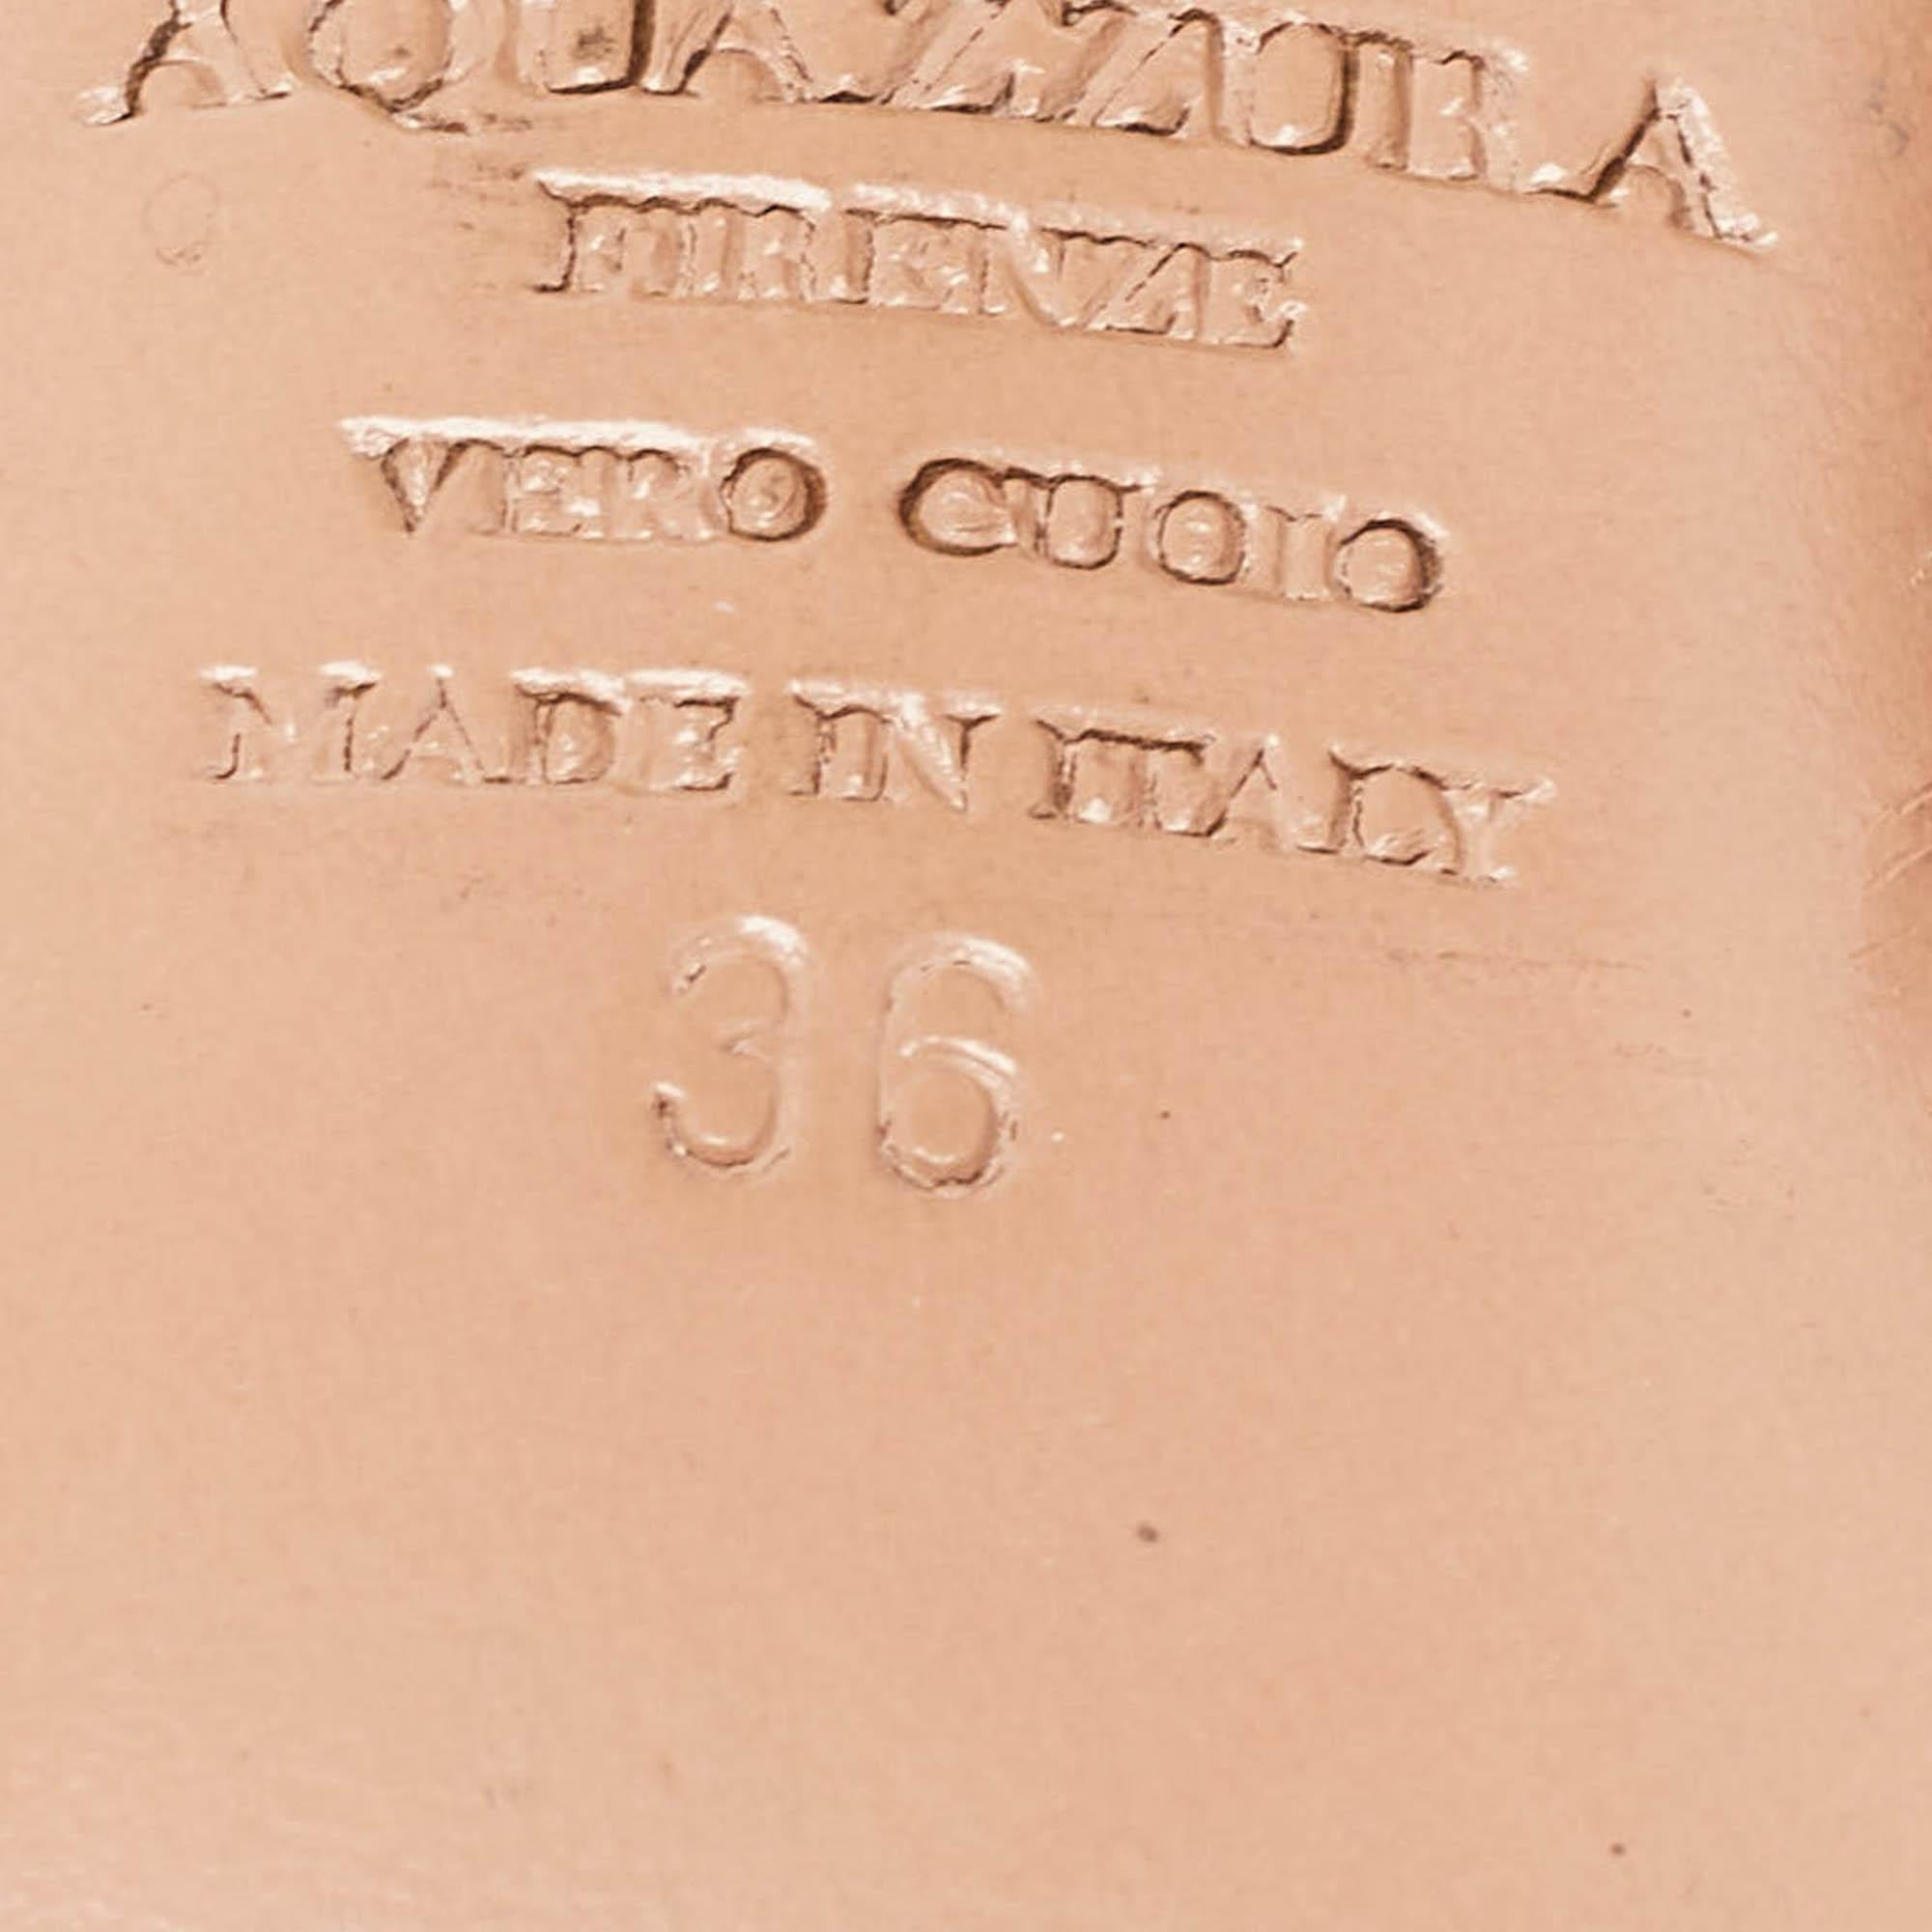 AQUAZZURA
FIRENZE
VERO CUOIO
MADE IN ITALY
36